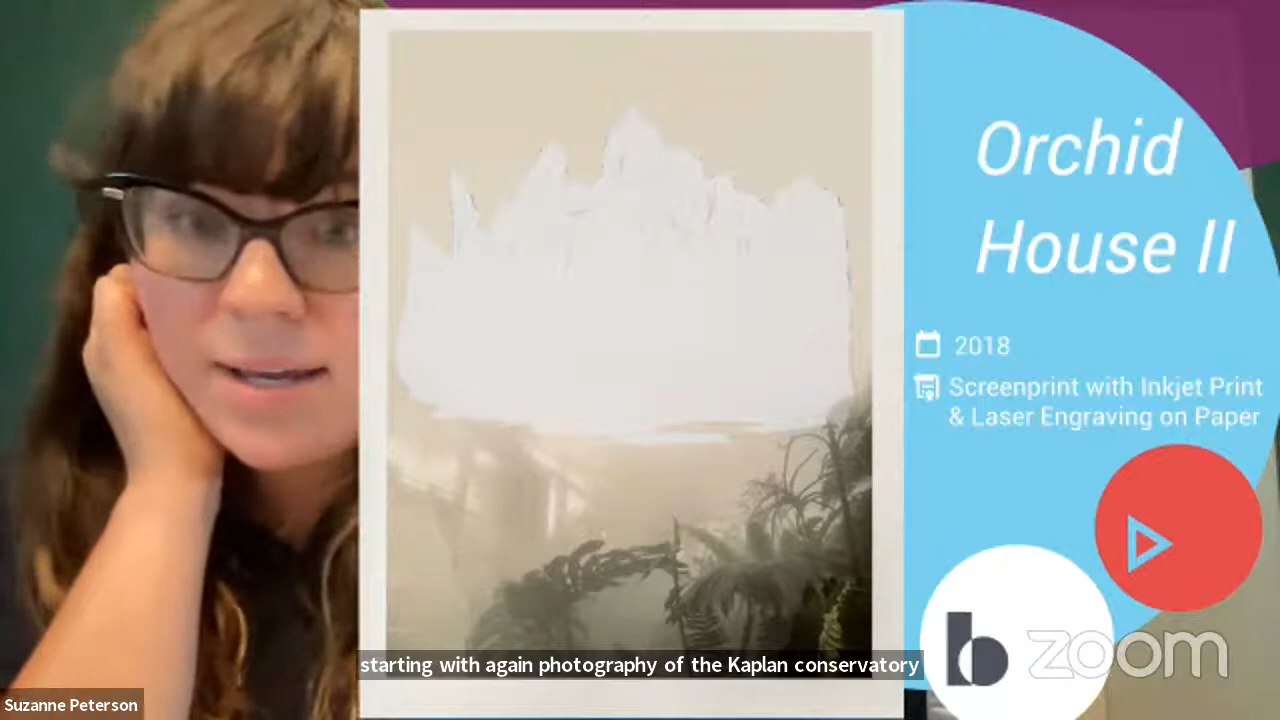 Orchid
House II
2018
Screenprint with Inkjet Print
& Laser Engraving on Paper
starting with again photography of the Kaplan conservatory
b zoom
Suzanne Peterson